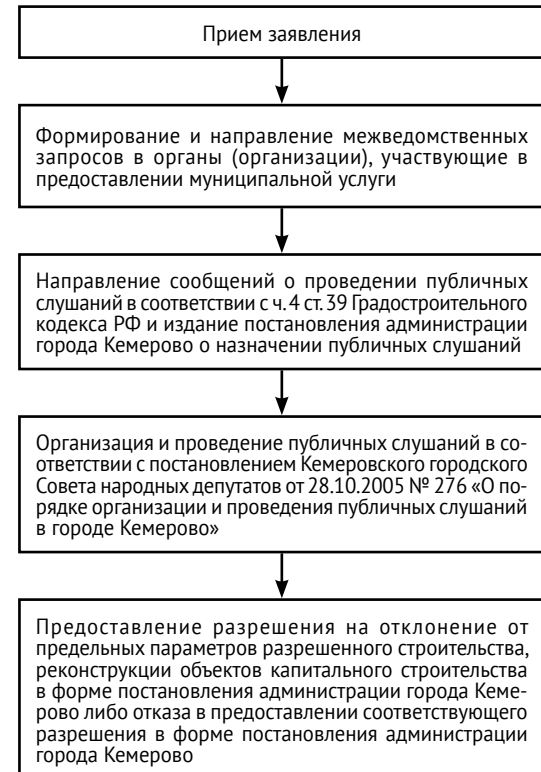 Прием заявления
Формирование и направление межведомственных
запросов в органы (организации), участвующие в
предоставлении муниципальной услуги
Направление сообщений о проведении публичных
слушаний в соответствии с ч. 4 ст. 39 Градостроительного
кодекса РФ и издание постановления администрации
города Кемерово о назначении публичных слушаний
Организация и проведение публичных слушаний в со-
ответствии с постановлением Кемеровского городского
Совета народных депутатов от 28.10.2005 № 276 «О по-
рядке организации и проведения публичных слушаний
в городе Кемерово»
Предоставление разрешения на отклонение от
предельных параметров разрешенного строительства,
реконструкции объектов капитального строительства
в форме постановления администрации города Кеме-
рово либо отказа в предоставлении соответствующего
разрешения в форме постановления администрации
города Кемерово